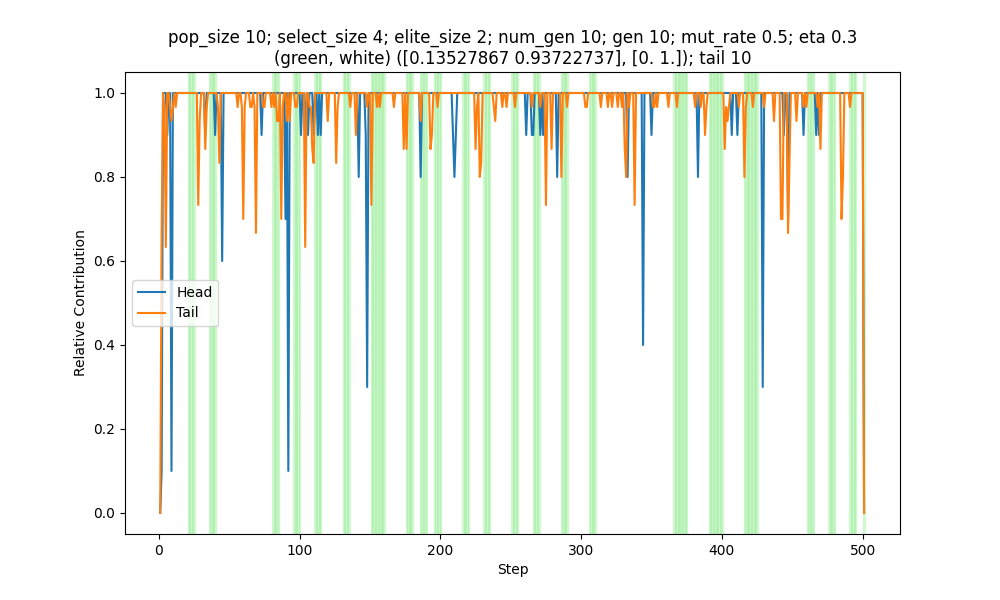 pop_size 10; select_size 4; elite_size 2; num_gen 10; gen 10; mut_rate 0.5; eta 0.3
(green, white) ([0.13527867 0.93722737], [0. 1.]); tail 10
1.0
0.8
0.6
0.4
0.2
0.0
Relative Contribution
Head
Tail
0
100
200
300
400
500
Step